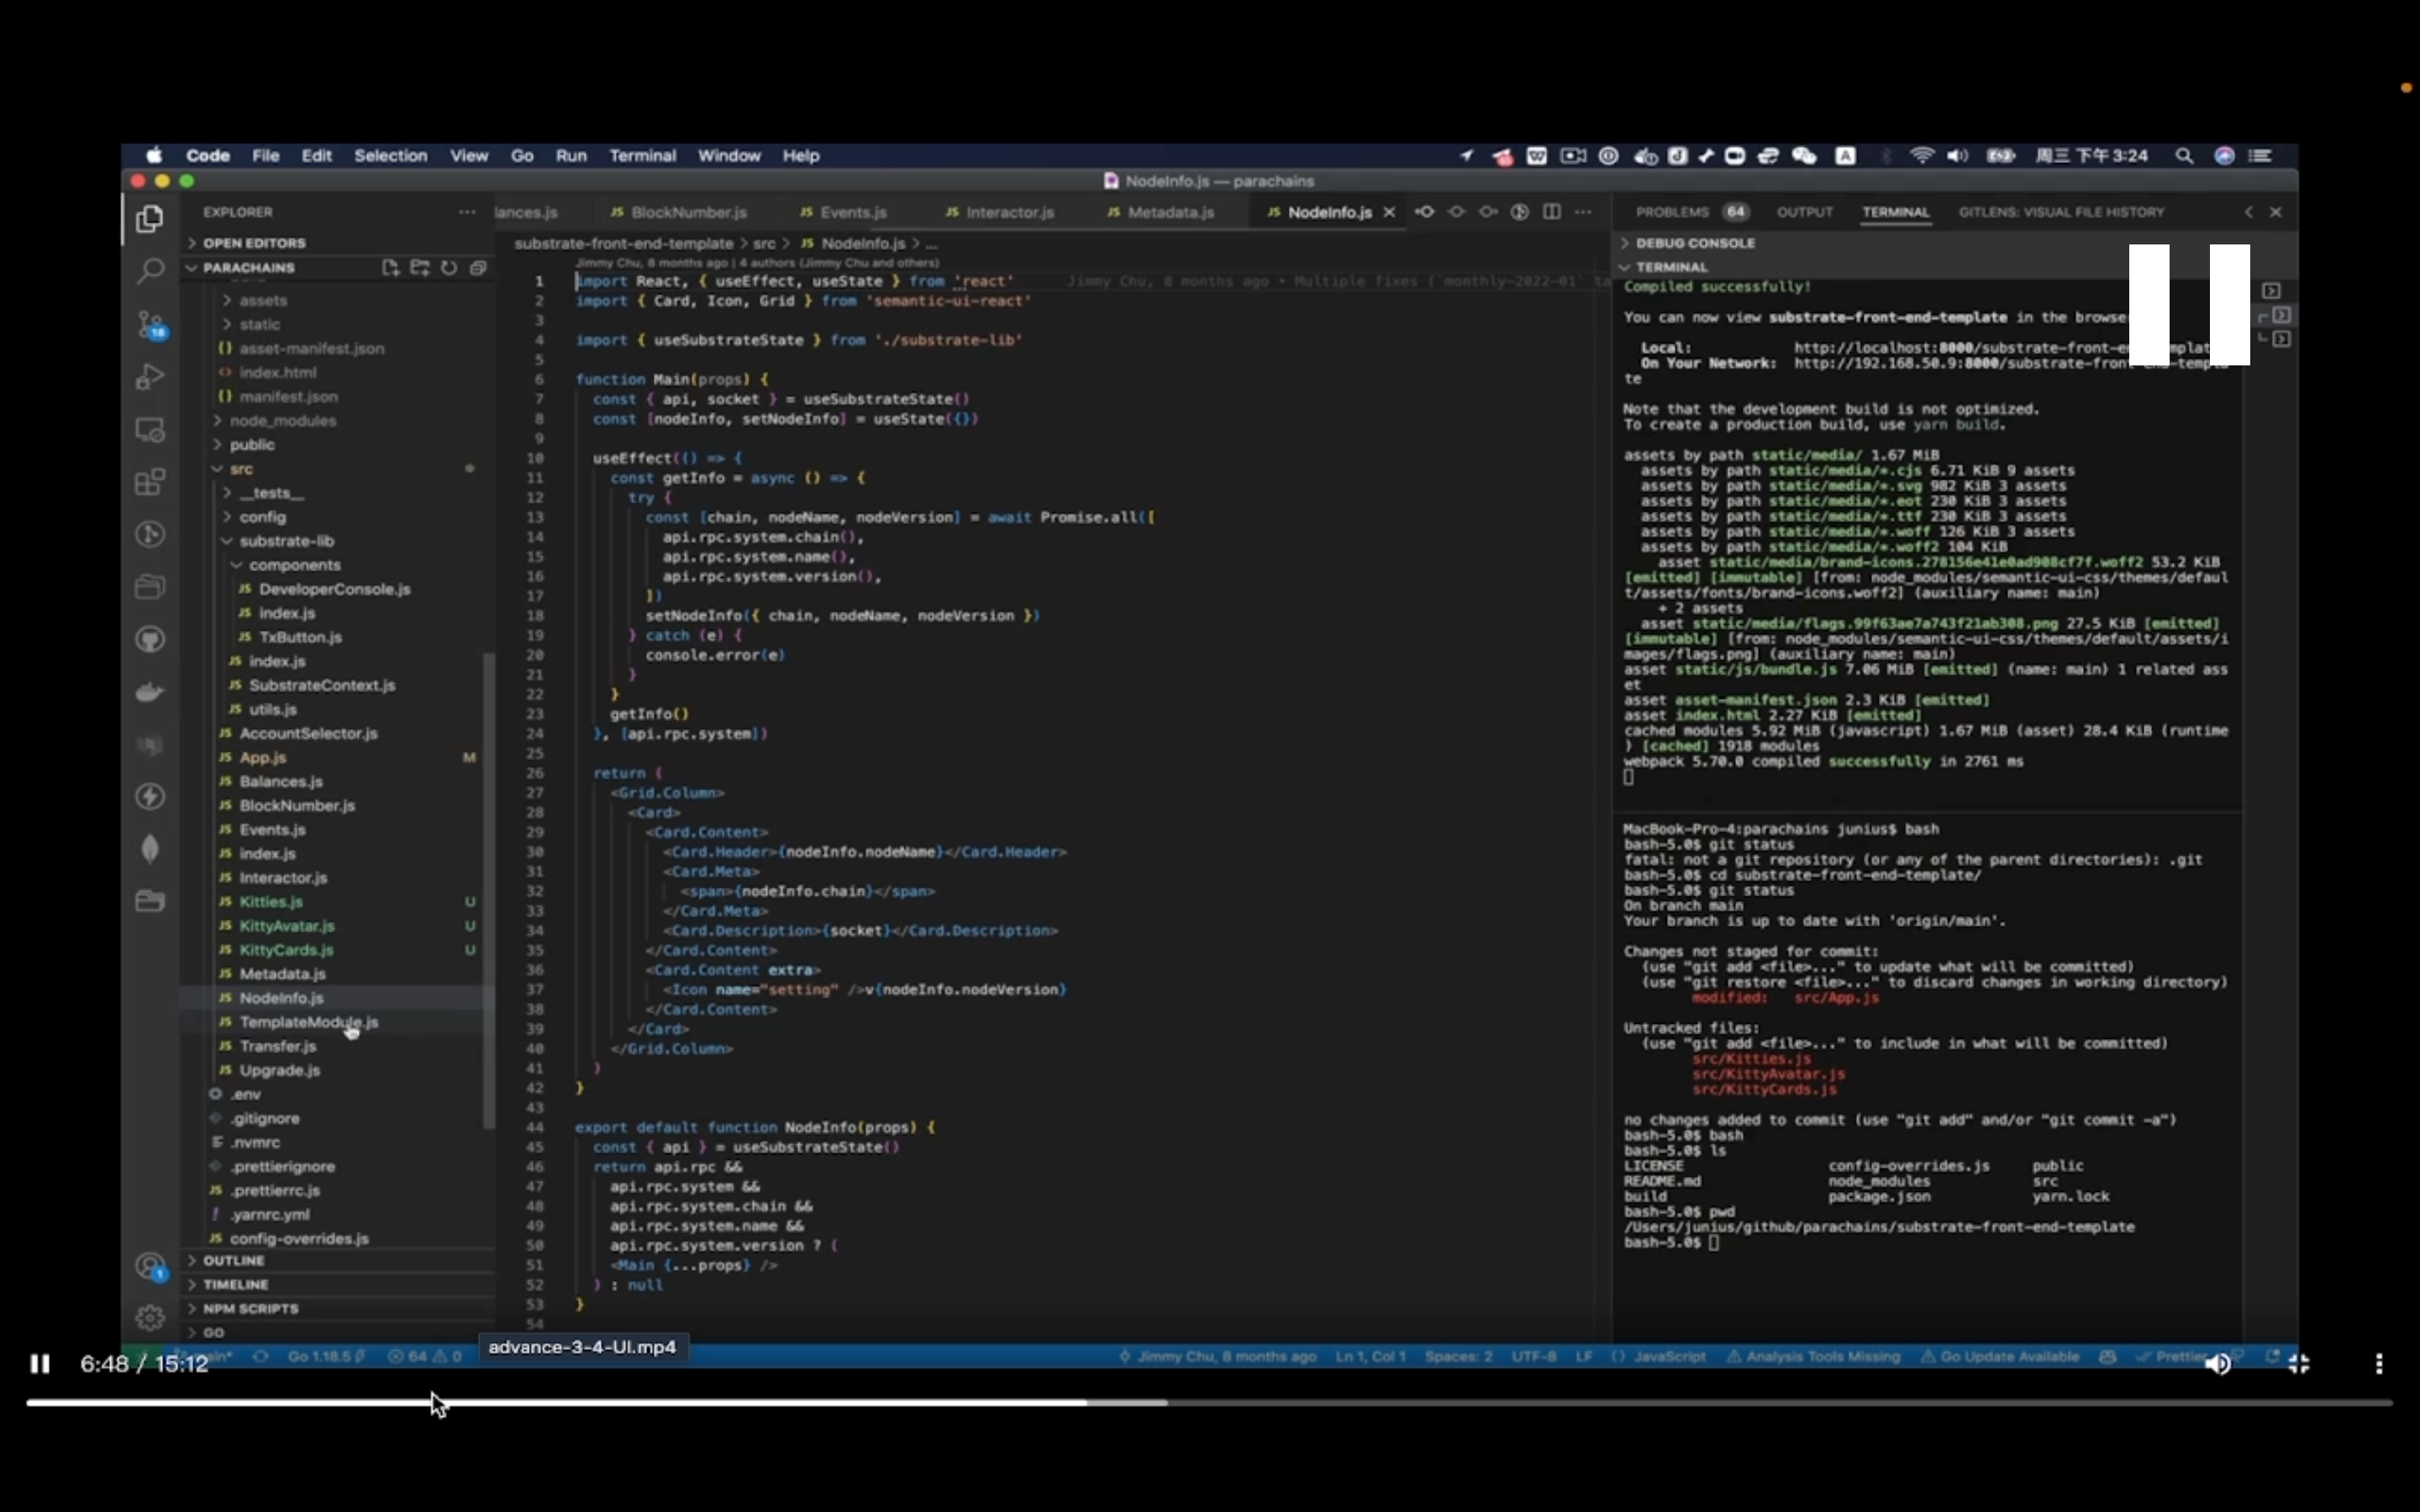 Code File Edit Selection View Go Run Terminal Window Help
周三下午3:24
NodeInfo.js — parachains
EXPLORER
OPEN EDITORS
PARACHAINS
assets
static
asset-manifest.json
index.html
manifest.json
node_modules
public
src
__tests__
config
substrate-lib
components
DeveloperConsole.js
index.js
TxButton.js
index.js
SubstrateContext.js
utils.js
AccountSelector.js
App.js M
Balances.js
BlockNumber.js
Events.js
index.js
Interactor.js
Kitties.js U
KittyAvatar.js U
KittyCards.js U
Metadata.js
NodeInfo.js
TemplateModule.js
Transfer.js
Upgrade.js
.env
.gitignore
.nvmrc
.prettierignore
.prettierrc.js
.yarnrc.yml
config-overrides.js
OUTLINE
TIMELINE
NPM SCRIPTS
GO
lances.js BlockNumber.js Events.js Interactor.js Metadata.js NodeInfo.js
substrate-front-end-template > src > JS NodeInfo.js > ...
Jimmy Chu, 8 months ago | 4 authors (Jimmy Chu and others)
1 import React, { useEffect, useState } from 'react' Jimmy Chu, 8 months ago • Multiple fixes (`monthly-2022-01` ta
2 import { Card, Icon, Grid } from 'semantic-ui-react'
3
4 import { useSubstrateState } from './substrate-lib'
5
6 function Main(props) {
7 const { api, socket } = useSubstrateState()
8 const [nodeInfo, setNodeInfo] = useState({})
9
10 useEffect(() => {
11 const getInfo = async () => {
12 try {
13 const [chain, nodeName, nodeVersion] = await Promise.all([
14 api.rpc.system.chain(),
15 api.rpc.system.name(),
16 api.rpc.system.version(),
17 ])
18 setNodeInfo({ chain, nodeName, nodeVersion })
19 } catch (e) {
20 console.error(e)
21 }
22 }
23 getInfo()
24 }, [api.rpc.system])
25
26 return (
27 <Grid.Column>
28 <Card>
29 <Card.Content>
30 <Card.Header>{nodeInfo.nodeName}</Card.Header>
31 <Card.Meta>
32 <span>{nodeInfo.chain}</span>
33 </Card.Meta>
34 <Card.Description>{socket}</Card.Description>
35 </Card.Content>
36 <Card.Content extra>
37 <Icon name="setting" />v{nodeInfo.nodeVersion}
38 </Card.Content>
39 </Card>
40 </Grid.Column>
41 )
42 }
43
44 export default function NodeInfo(props) {
45 const { api } = useSubstrateState()
46 return api.rpc &&
47 api.rpc.system &&
48 api.rpc.system.chain &&
49 api.rpc.system.name &&
50 api.rpc.system.version ? (
51 <Main {...props} />
52 ) : null
53 }
54
PROBLEMS 64 OUTPUT TERMINAL GITLENS: VISUAL FILE HISTORY
DEBUG CONSOLE
TERMINAL
Compiled successfully!
You can now view substrate-front-end-template in the browse
Local: http://localhost:8000/substrate-front-e
On Your Network: http://192.168.50.9:8000/substrate-front-end-templa
te
Note that the development build is not optimized.
To create a production build, use yarn build.
assets by path static/media/ 1.67 MiB
assets by path static/media/*.cjs 6.71 KiB 9 assets
assets by path static/media/*.svg 982 KiB 3 assets
assets by path static/media/*.eot 230 KiB 3 assets
assets by path static/media/*.ttf 230 KiB 3 assets
assets by path static/media/*.woff 126 KiB 3 assets
assets by path static/media/*.woff2 104 KiB
asset static/media/brand-icons.278156e41e0ad908cf7f.woff2 53.2 KiB
[emitted] [immutable] [from: node_modules/semantic-ui-css/themes/defaul
t/assets/fonts/brand-icons.woff2] (auxiliary name: main)
+ 2 assets
asset static/media/flags.99f63ae7a743f21ab308.png 27.5 KiB [emitted]
[immutable] [from: node_modules/semantic-ui-css/themes/default/assets/i
mages/flags.png] (auxiliary name: main)
asset static/js/bundle.js 7.06 MiB [emitted] (name: main) 1 related ass
et
asset asset-manifest.json 2.3 KiB [emitted]
asset index.html 2.27 KiB [emitted]
cached modules 5.92 MiB (javascript) 1.67 MiB (asset) 28.4 KiB (runtime
) [cached] 1918 modules
webpack 5.70.0 compiled successfully in 2761 ms
MacBook-Pro-4:parachains junius$ bash
bash-5.0$ git status
fatal: not a git repository (or any of the parent directories): .git
bash-5.0$ cd substrate-front-end-template/
bash-5.0$ git status
On branch main
Your branch is up to date with 'origin/main'.
Changes not staged for commit:
(use "git add <file>..." to update what will be committed)
(use "git restore <file>..." to discard changes in working directory)
modified: src/App.js
Untracked files:
(use "git add <file>..." to include in what will be committed)
src/Kitties.js
src/KittyAvatar.js
src/KittyCards.js
no changes added to commit (use "git add" and/or "git commit -a")
bash-5.0$ bash
bash-5.0$ ls
LICENSE config-overrides.js public
README.md node_modules src
build package.json yarn.lock
bash-5.0$ pwd
/Users/junius/github/parachains/substrate-front-end-template
bash-5.0$
advance-3-4-UI.mp4
6:48 / 15:12
Go 1.18.5 64 0 Jimmy Chu, 8 months ago Ln 1, Col 1 Spaces: 2 UTF-8 LF {} JavaScript Analysis Tools Missing Go Update Available Prettier